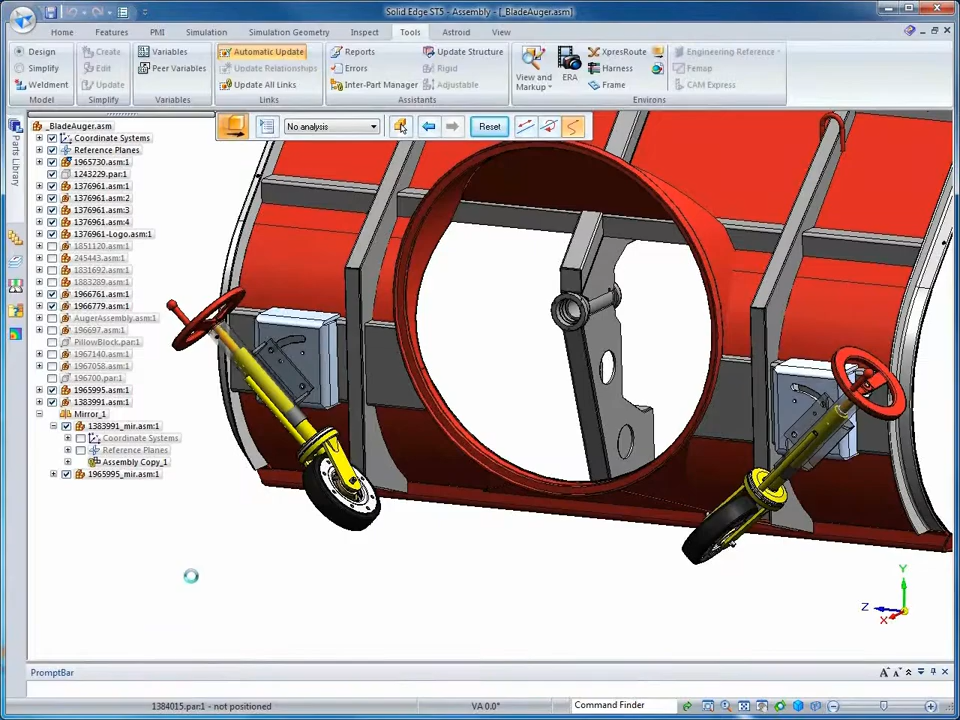 Solid Edge ST5 - Assembly - [_BladeAuger.asm]
Home Features PMI Simulation Simulation Geometry Inspect Tools Astroid View
Design
Simplify
Weldment
Model
Create
Edit
Update
Simplify
Variables
Peer Variables
Variables
Automatic Update
Update Relationships
Update All Links
Links
Reports
Errors
Inter-Part Manager
Update Structure
Rigid
Adjustable
Assistants
View and
Markup
ERA
XpresRoute
Harness
Frame
Environs
Engineering Reference
Femap
CAM Express
No analysis
Reset
Parts Library
_BladeAuger.asm
Coordinate Systems
Reference Planes
1965730.asm:1
1243229.par:1
1376961.asm:1
1376961.asm:2
1376961.asm:3
1376961.asm:4
1376961-Logo.asm:1
1851120.asm:1
245443.asm:1
1831692.asm:1
1883289.asm:1
1966761.asm:1
1966779.asm:1
AugerAssembly.asm:1
196697.asm:1
PillowBlock.par:1
1967140.asm:1
1967058.asm:1
196700.par:1
1965995.asm:1
1383991.asm:1
Mirror_1
1383991_mir.asm:1
Coordinate Systems
Reference Planes
Assembly Copy_1
1965995_mir.asm:1
Y
Z
X
PromptBar
1384015.par:1 - not positioned
VA 0.0°
Command Finder